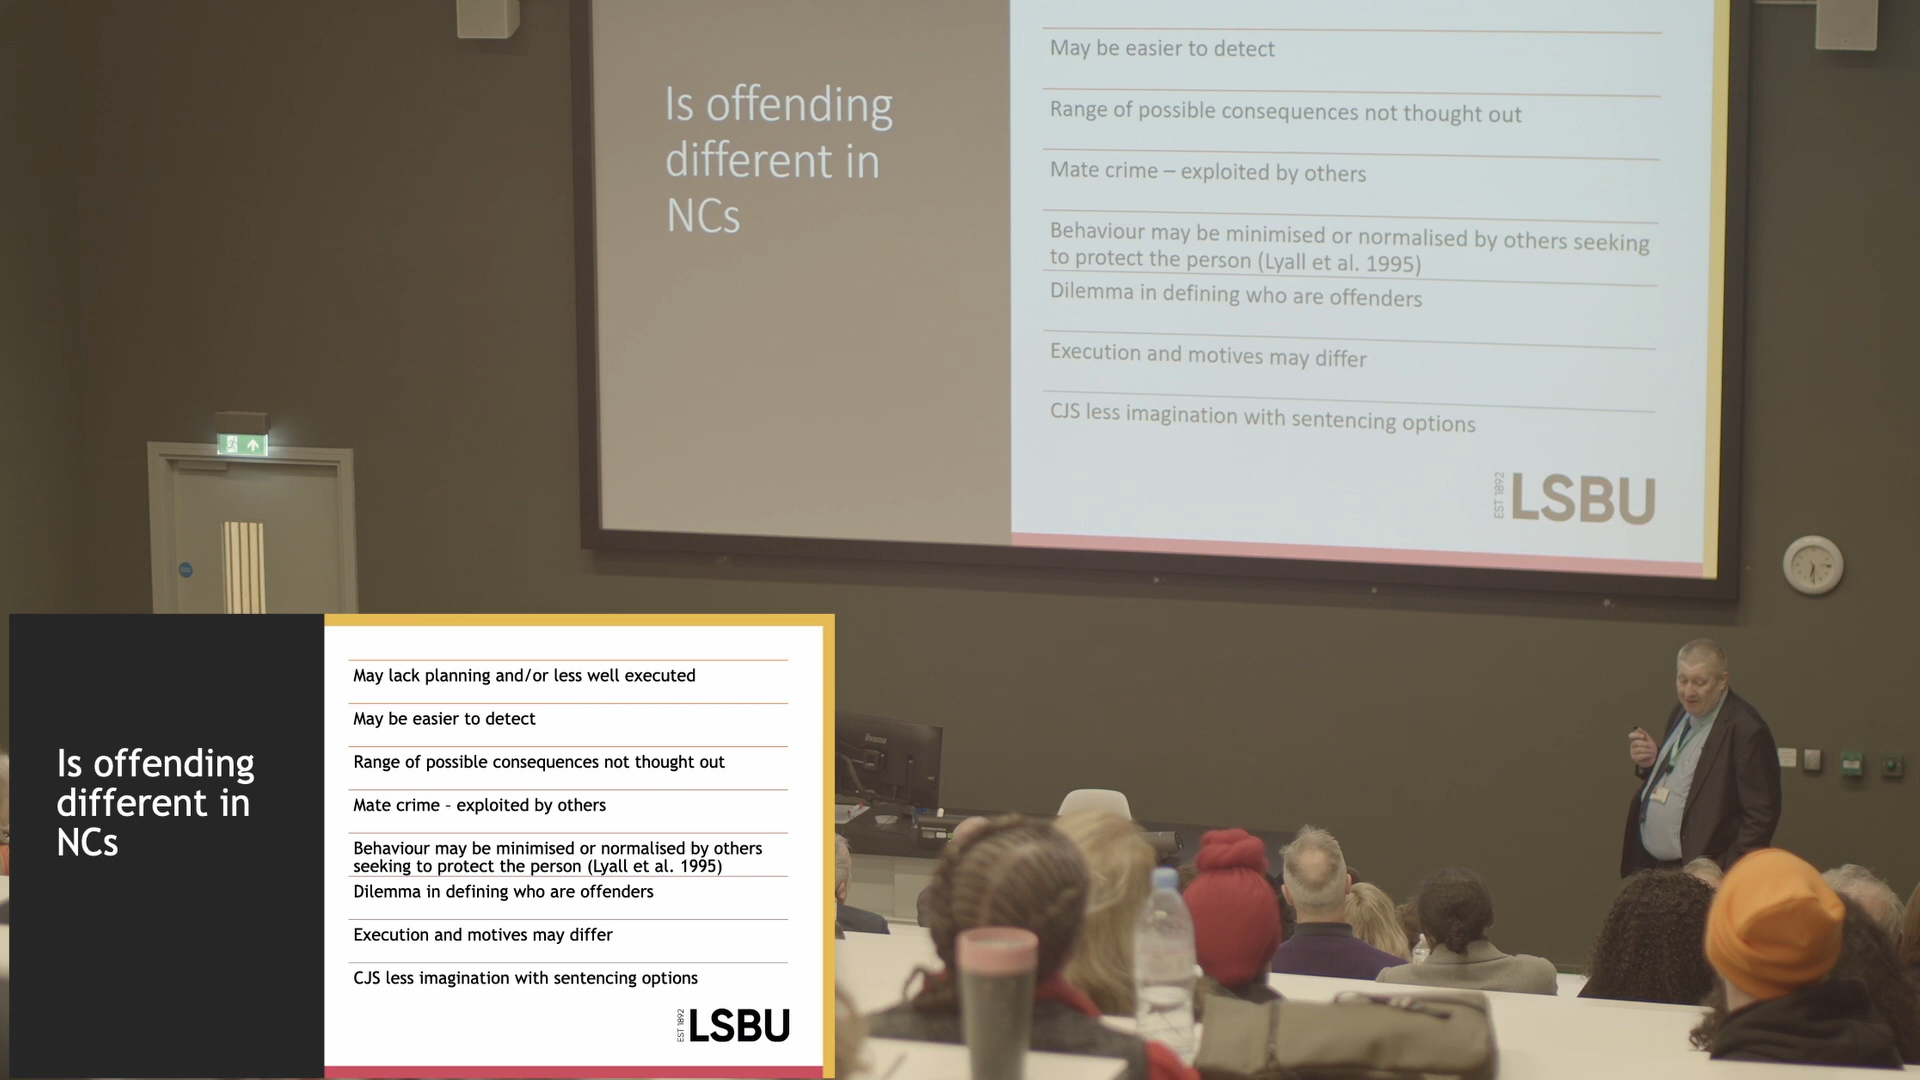 Is offending
different in
NCs
May be easier to detect
Range of possible consequences not thought out
Mate crime – exploited by others
Behaviour may be minimised or normalised by others seeking
to protect the person (Lyall et al. 1995)
Dilemma in defining who are offenders
Execution and motives may differ
CJS less imagination with sentencing options
EST 1892
LSBU
Is offending
different in
NCs
May lack planning and/or less well executed
May be easier to detect
Range of possible consequences not thought out
Mate crime - exploited by others
Behaviour may be minimised or normalised by others
seeking to protect the person (Lyall et al. 1995)
Dilemma in defining who are offenders
Execution and motives may differ
CJS less imagination with sentencing options
EST 1892
LSBU